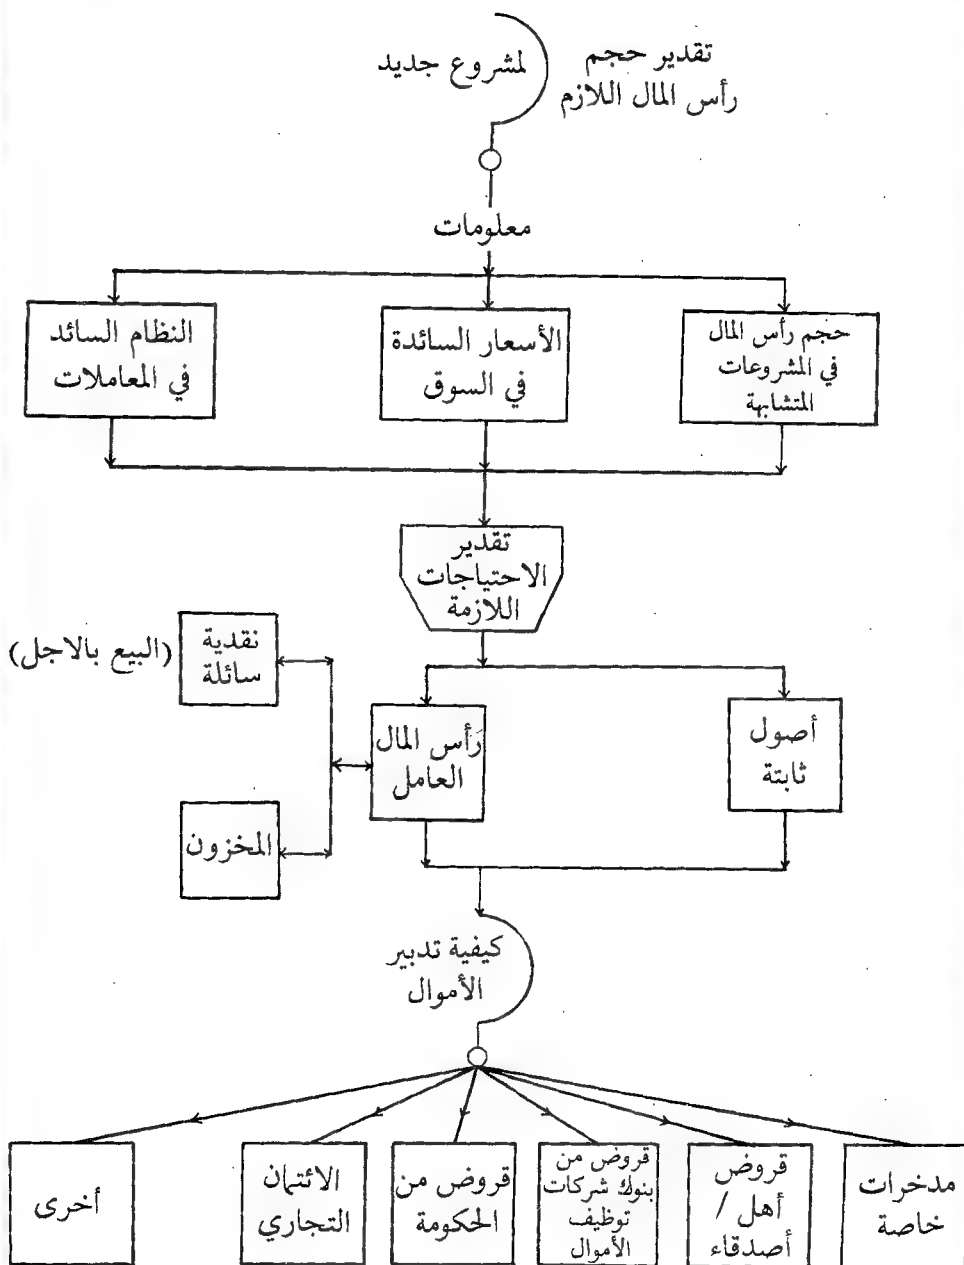 تقدير حجم
رأس المال اللازم
لمشروع جديد
معلومات
حجم رأس المال
في المشروعات
المتشابهة
الأسعار السائدة
في السوق
النظام السائد
في المعاملات
تقدير
الاحتياجات
اللازمة
أصول
ثابتة
رأس المال
العامل
نقدية
سائلة
(البيع بالاجل)
المخزون
كيفية تدبير
الأموال
مدخرات
خاصة
قروض
أهل /
أصدقاء
قروض من
بنوك شركات
توظيف
الأموال
قروض من
الحكومة
الائتمان
التجاري
أخرى